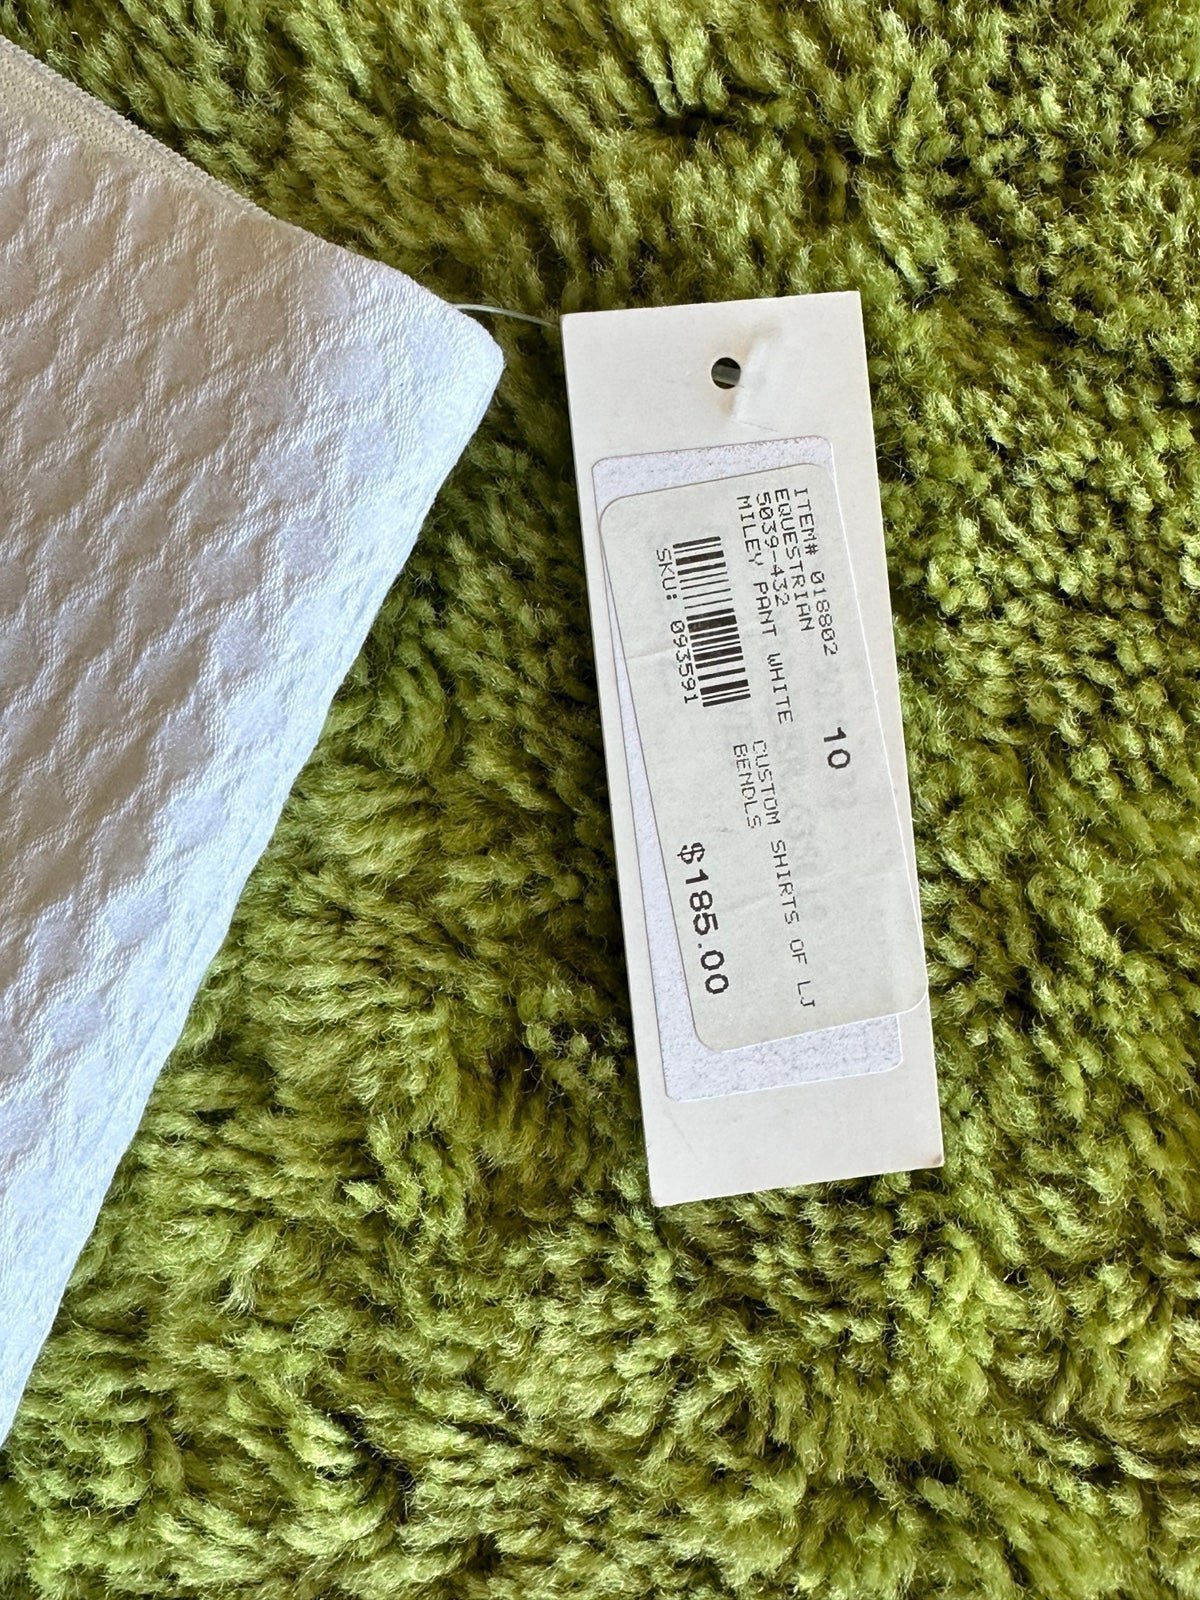 ITEM# 018802
EQUESTRIAN
5039-432
MILEY PANT WHITE
10
SKU: 093591
CUSTOM SHIRTS OF LJ
BENDLS
$185.00